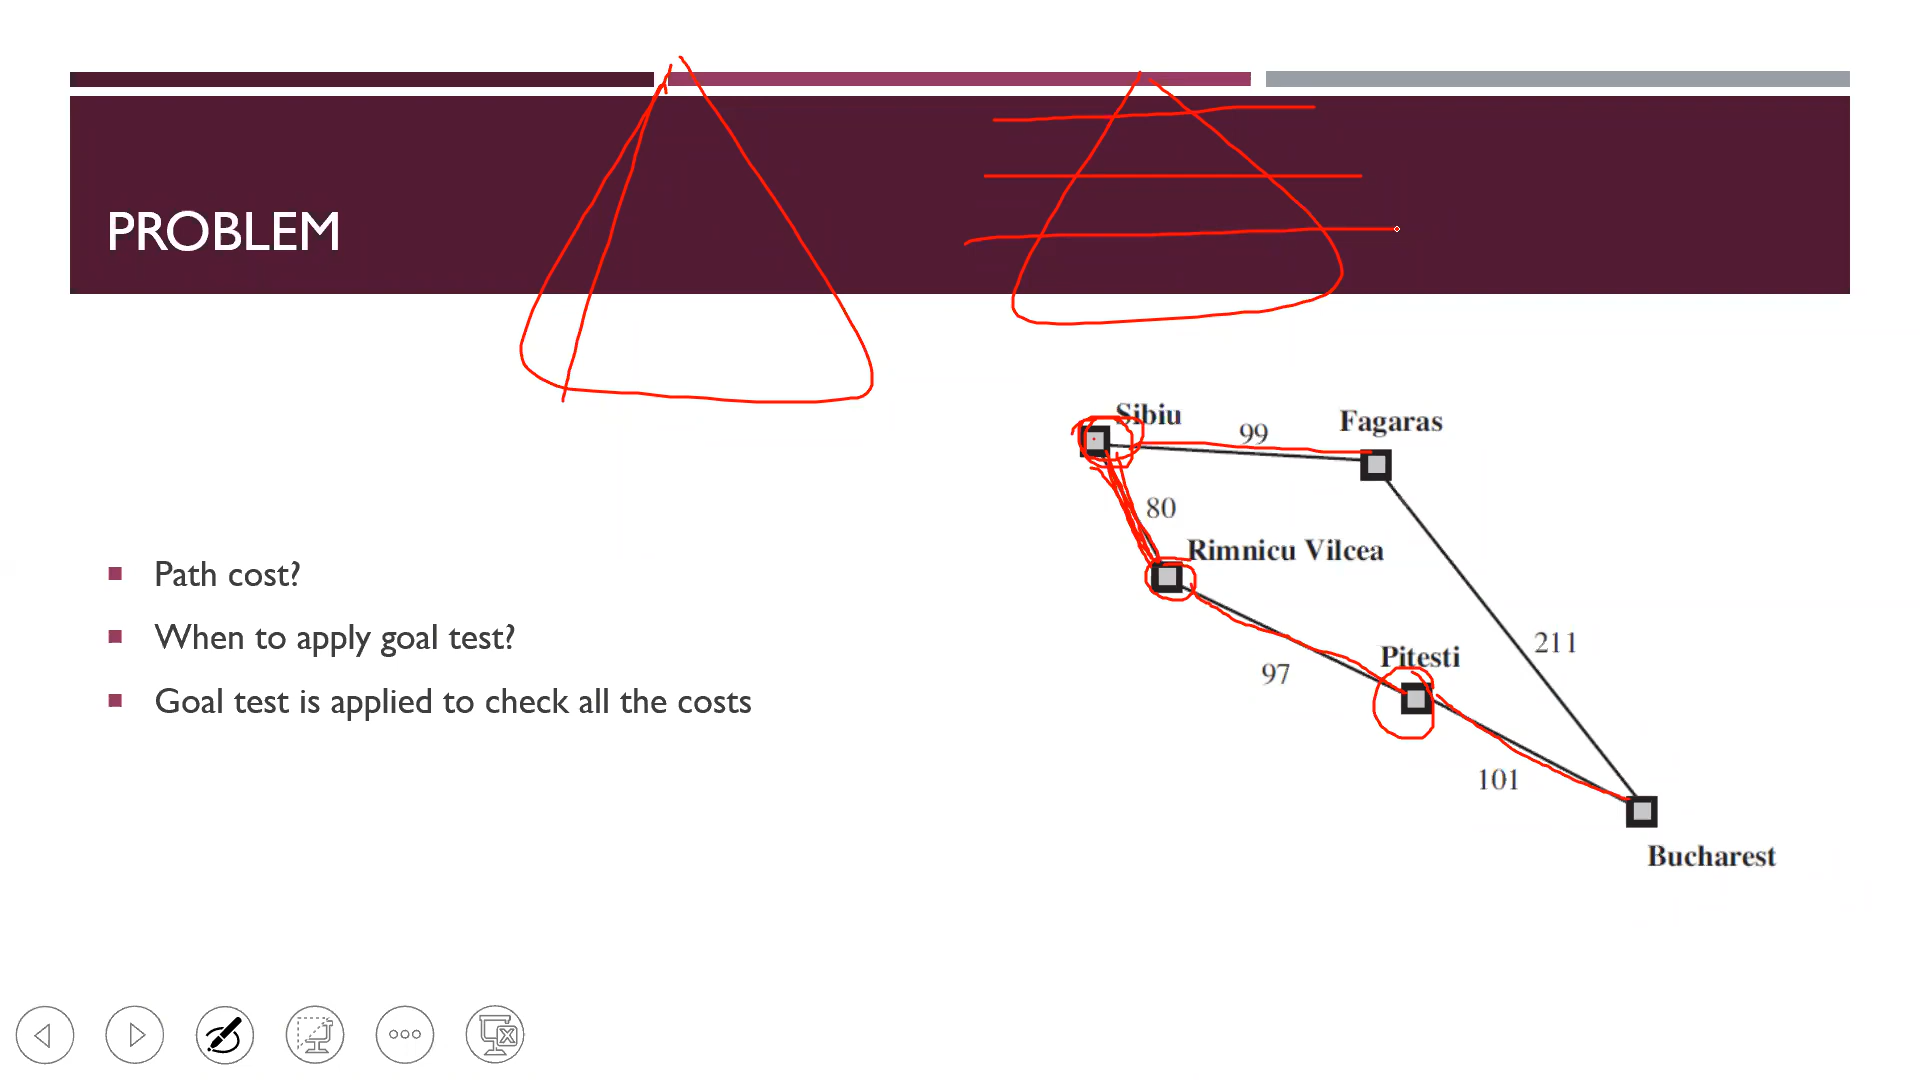 PROBLEM
Path cost?
When to apply goal test?
Goal test is applied to check all the costs
Sibiu
99
Fagaras
80
Rimnicu Vilcea
211
Pitesti
97
101
Bucharest